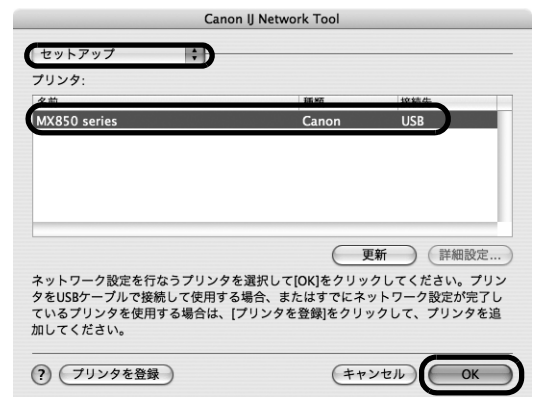 Canon IJ Network Tool
セットアップ
プリンタ:
名前 種類 接続先
MX850 series Canon USB
更新 詳細設定...
ネットワーク設定を行なうプリンタを選択して[OK]をクリックしてください。プリン
タをUSBケーブルで接続して使用する場合、またはすでにネットワーク設定が完了し
ているプリンタを使用する場合は、[プリンタを登録]をクリックして、プリンタを追
加してください。
? プリンタを登録 キャンセル OK